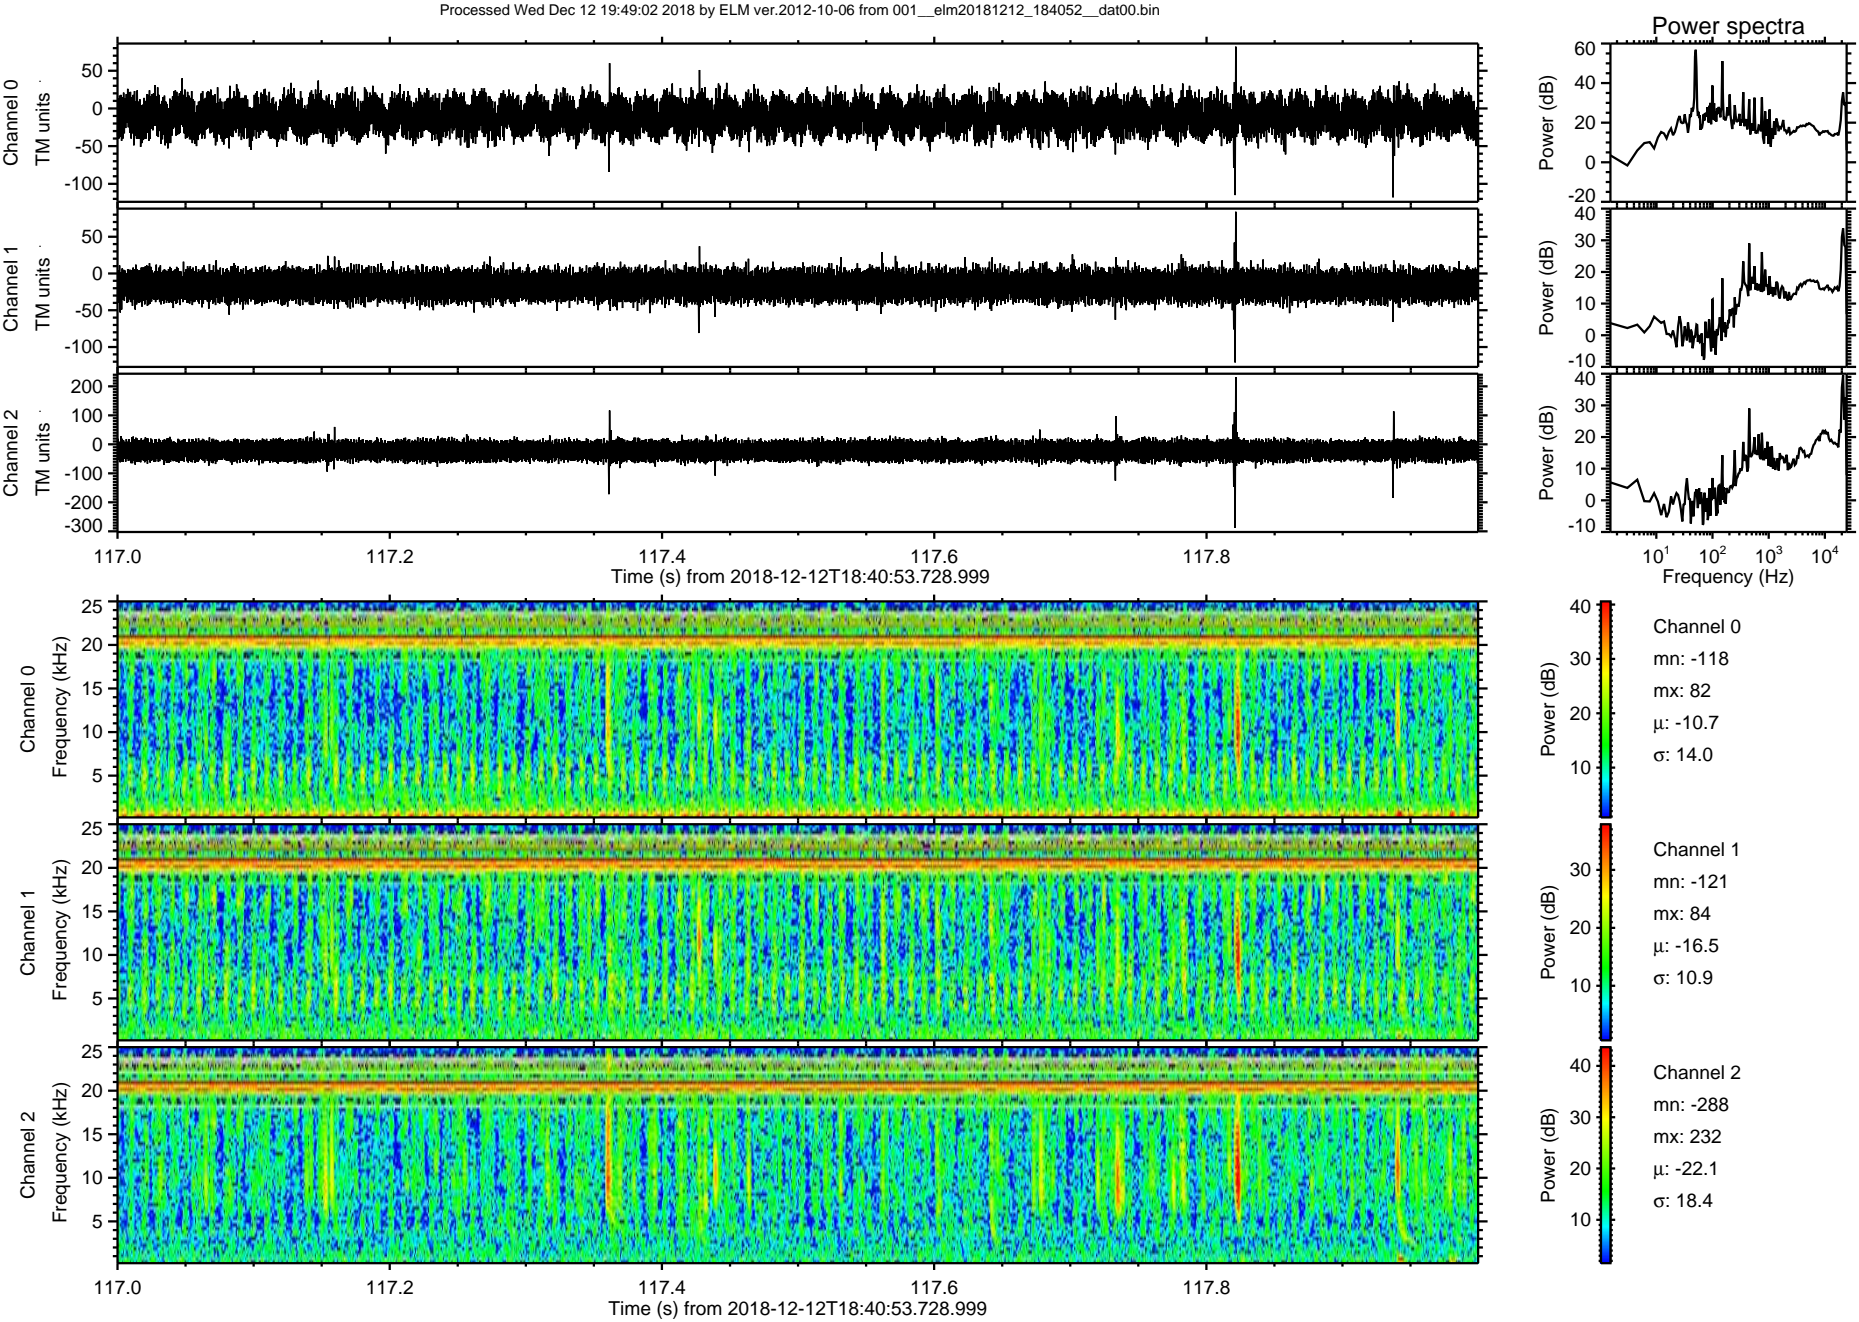 Processed Wed Dec 12 19:49:02 2018 by ELM ver.2012-10-06 from 001__elm20181212_184052__dat00.bin
Power spectra
Channel 0
TM units
50
0
-50
-100
Power (dB)
60
40
20
0
-20
Channel 1
TM units
50
0
-50
-100
Power (dB)
40
30
20
10
0
-10
Channel 2
TM units
200
100
0
-100
-200
-300
Power (dB)
40
30
20
10
0
-10
117.0 117.2 117.4 117.6 117.8
Time (s) from 2018-12-12T18:40:53.728.999
10¹ 10² 10³ 10⁴
Frequency (Hz)
Channel 0
Frequency (kHz)
25
20
15
10
5
Power (dB)
40
30
20
10
Channel 0
mn: -118
mx: 82
μ: -10.7
σ: 14.0
Channel 1
Frequency (kHz)
25
20
15
10
5
Power (dB)
30
20
10
Channel 1
mn: -121
mx: 84
μ: -16.5
σ: 10.9
Channel 2
Frequency (kHz)
25
20
15
10
5
Power (dB)
40
30
20
10
Channel 2
mn: -288
mx: 232
μ: -22.1
σ: 18.4
117.0 117.2 117.4 117.6 117.8
Time (s) from 2018-12-12T18:40:53.728.999